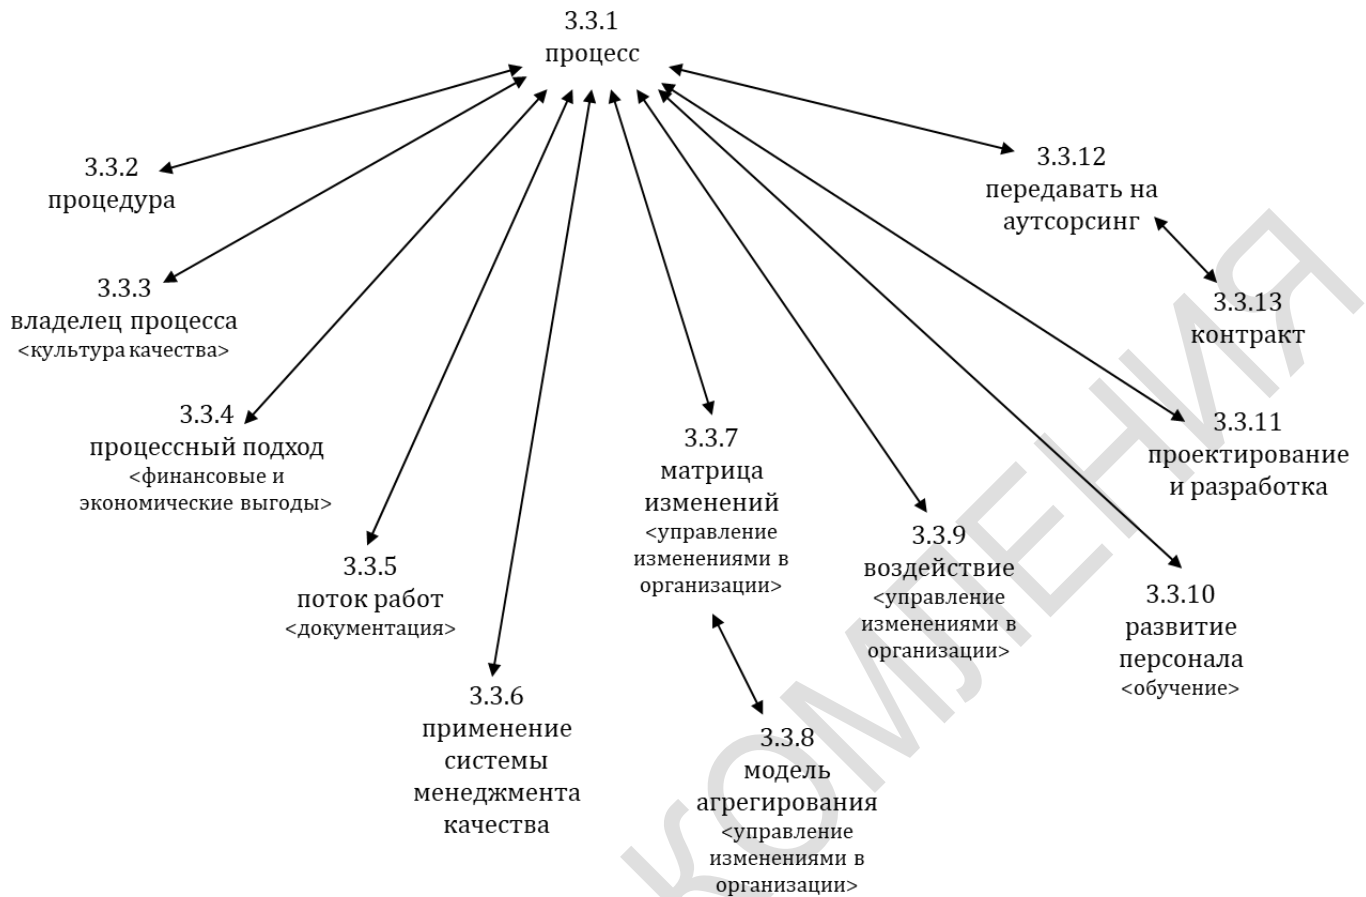 3.3.1
процесс
3.3.2
процедура
3.3.3
владелец процесса
<культура качества>
3.3.4
процессный подход
<финансовые и
экономические выгоды>
3.3.5
поток работ
<документация>
3.3.6
применение
системы
менеджмента
качества
3.3.7
матрица
изменений
<управление
изменениями в
организации>
3.3.8
модель
агрегирования
<управление
изменениями в
организации>
3.3.9
воздействие
<управление
изменениями в
организации>
3.3.10
развитие
персонала
<обучение>
3.3.11
проектирование
и разработка
3.3.12
передавать на
аутсорсинг
3.3.13
контракт
КОМЛЕНИЯ